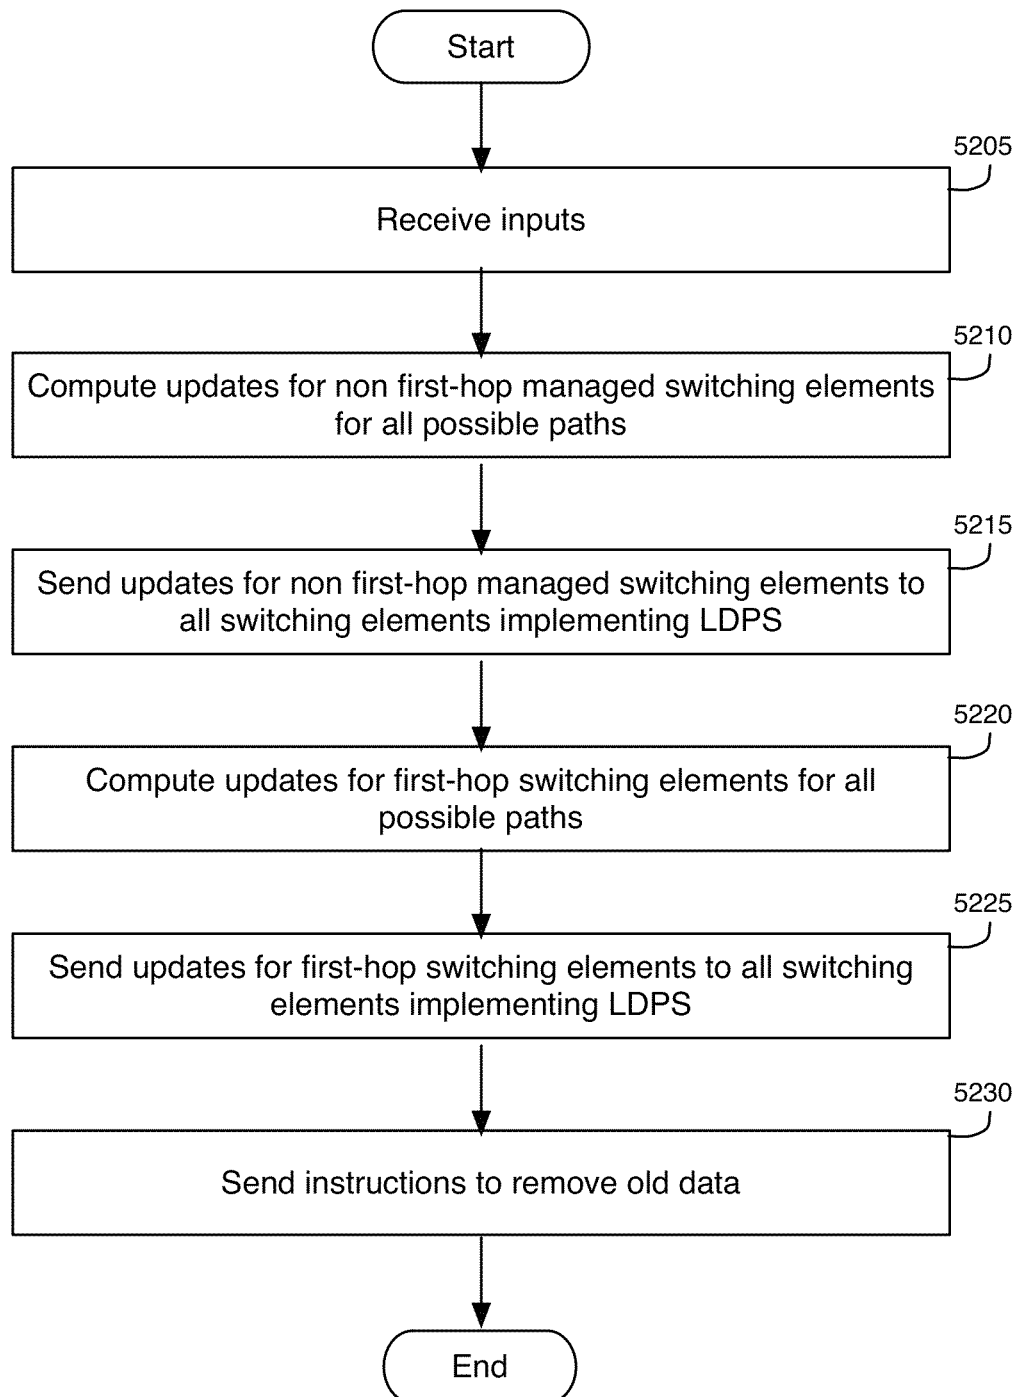 Start
5205
Receive inputs
5210
Compute updates for non first-hop managed switching elements
for all possible paths
5215
Send updates for non first-hop managed switching elements to
all switching elements implementing LDPS
5220
Compute updates for first-hop switching elements for all
possible paths
5225
Send updates for first-hop switching elements to all switching
elements implementing LDPS
5230
Send instructions to remove old data
End